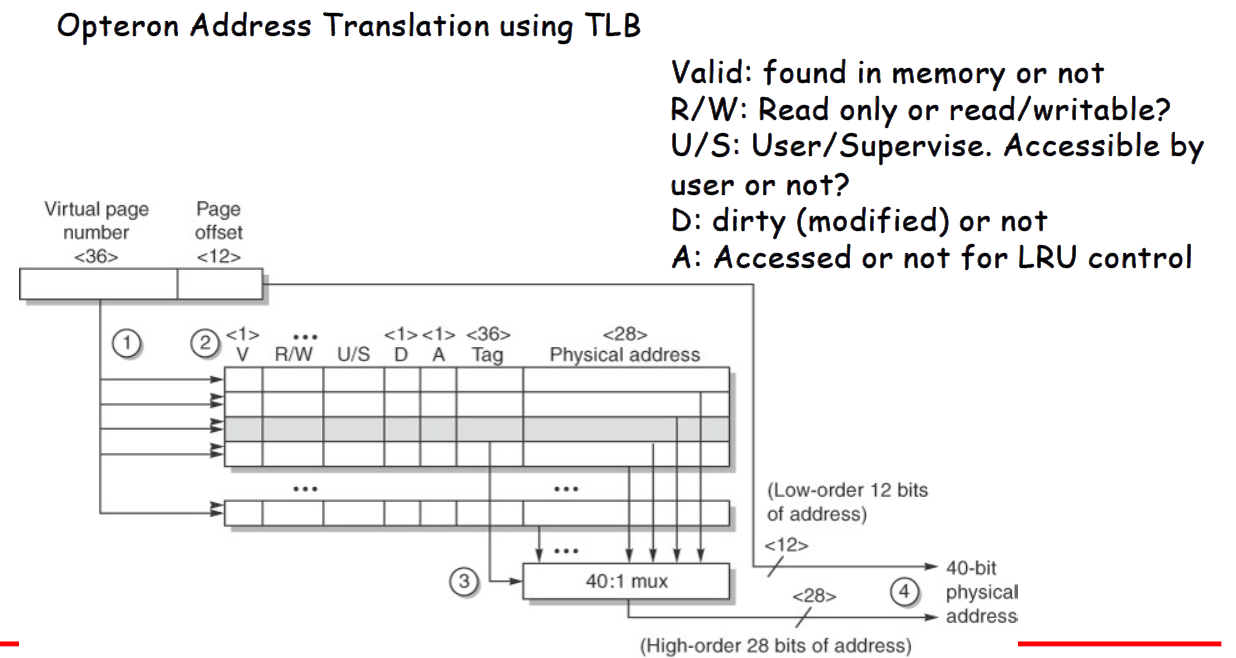 Opteron Address Translation using TLB
Valid: found in memory or not
R/W: Read only or read/writable?
U/S: User/Supervise. Accessible by
user or not?
D: dirty (modified) or not
A: Accessed or not for LRU control
Virtual page
number
<36>
Page
offset
<12>
1
2
<1> ••• <1> <1> <36> <28>
V R/W U/S D A Tag Physical address
••• •••
(Low-order 12 bits
of address)
<12>
•••
3
40:1 mux
<28>
4
40-bit
physical
address
(High-order 28 bits of address)